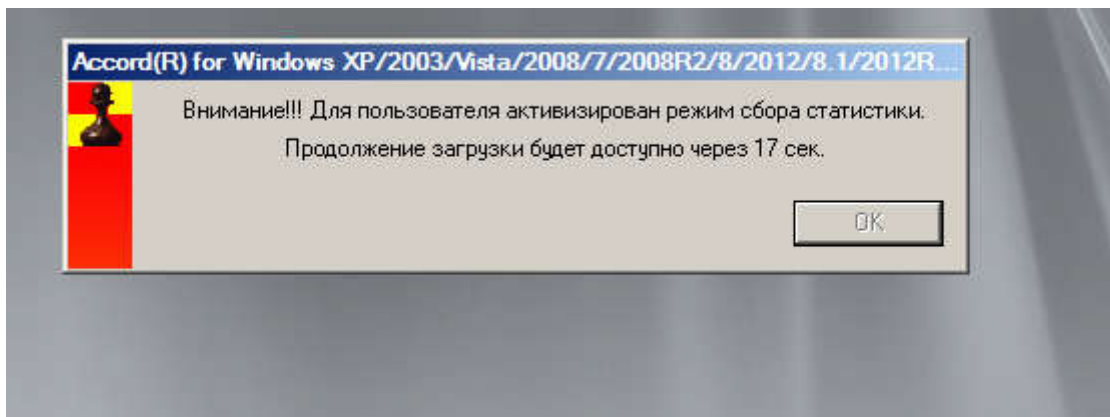 Accord(R) for Windows XP/2003/Vista/2008/7/2008R2/8/2012/8.1/2012R...
Внимание!!! Для пользователя активизирован режим сбора статистики.
Продолжение загрузки будет доступно через 17 сек.
OK